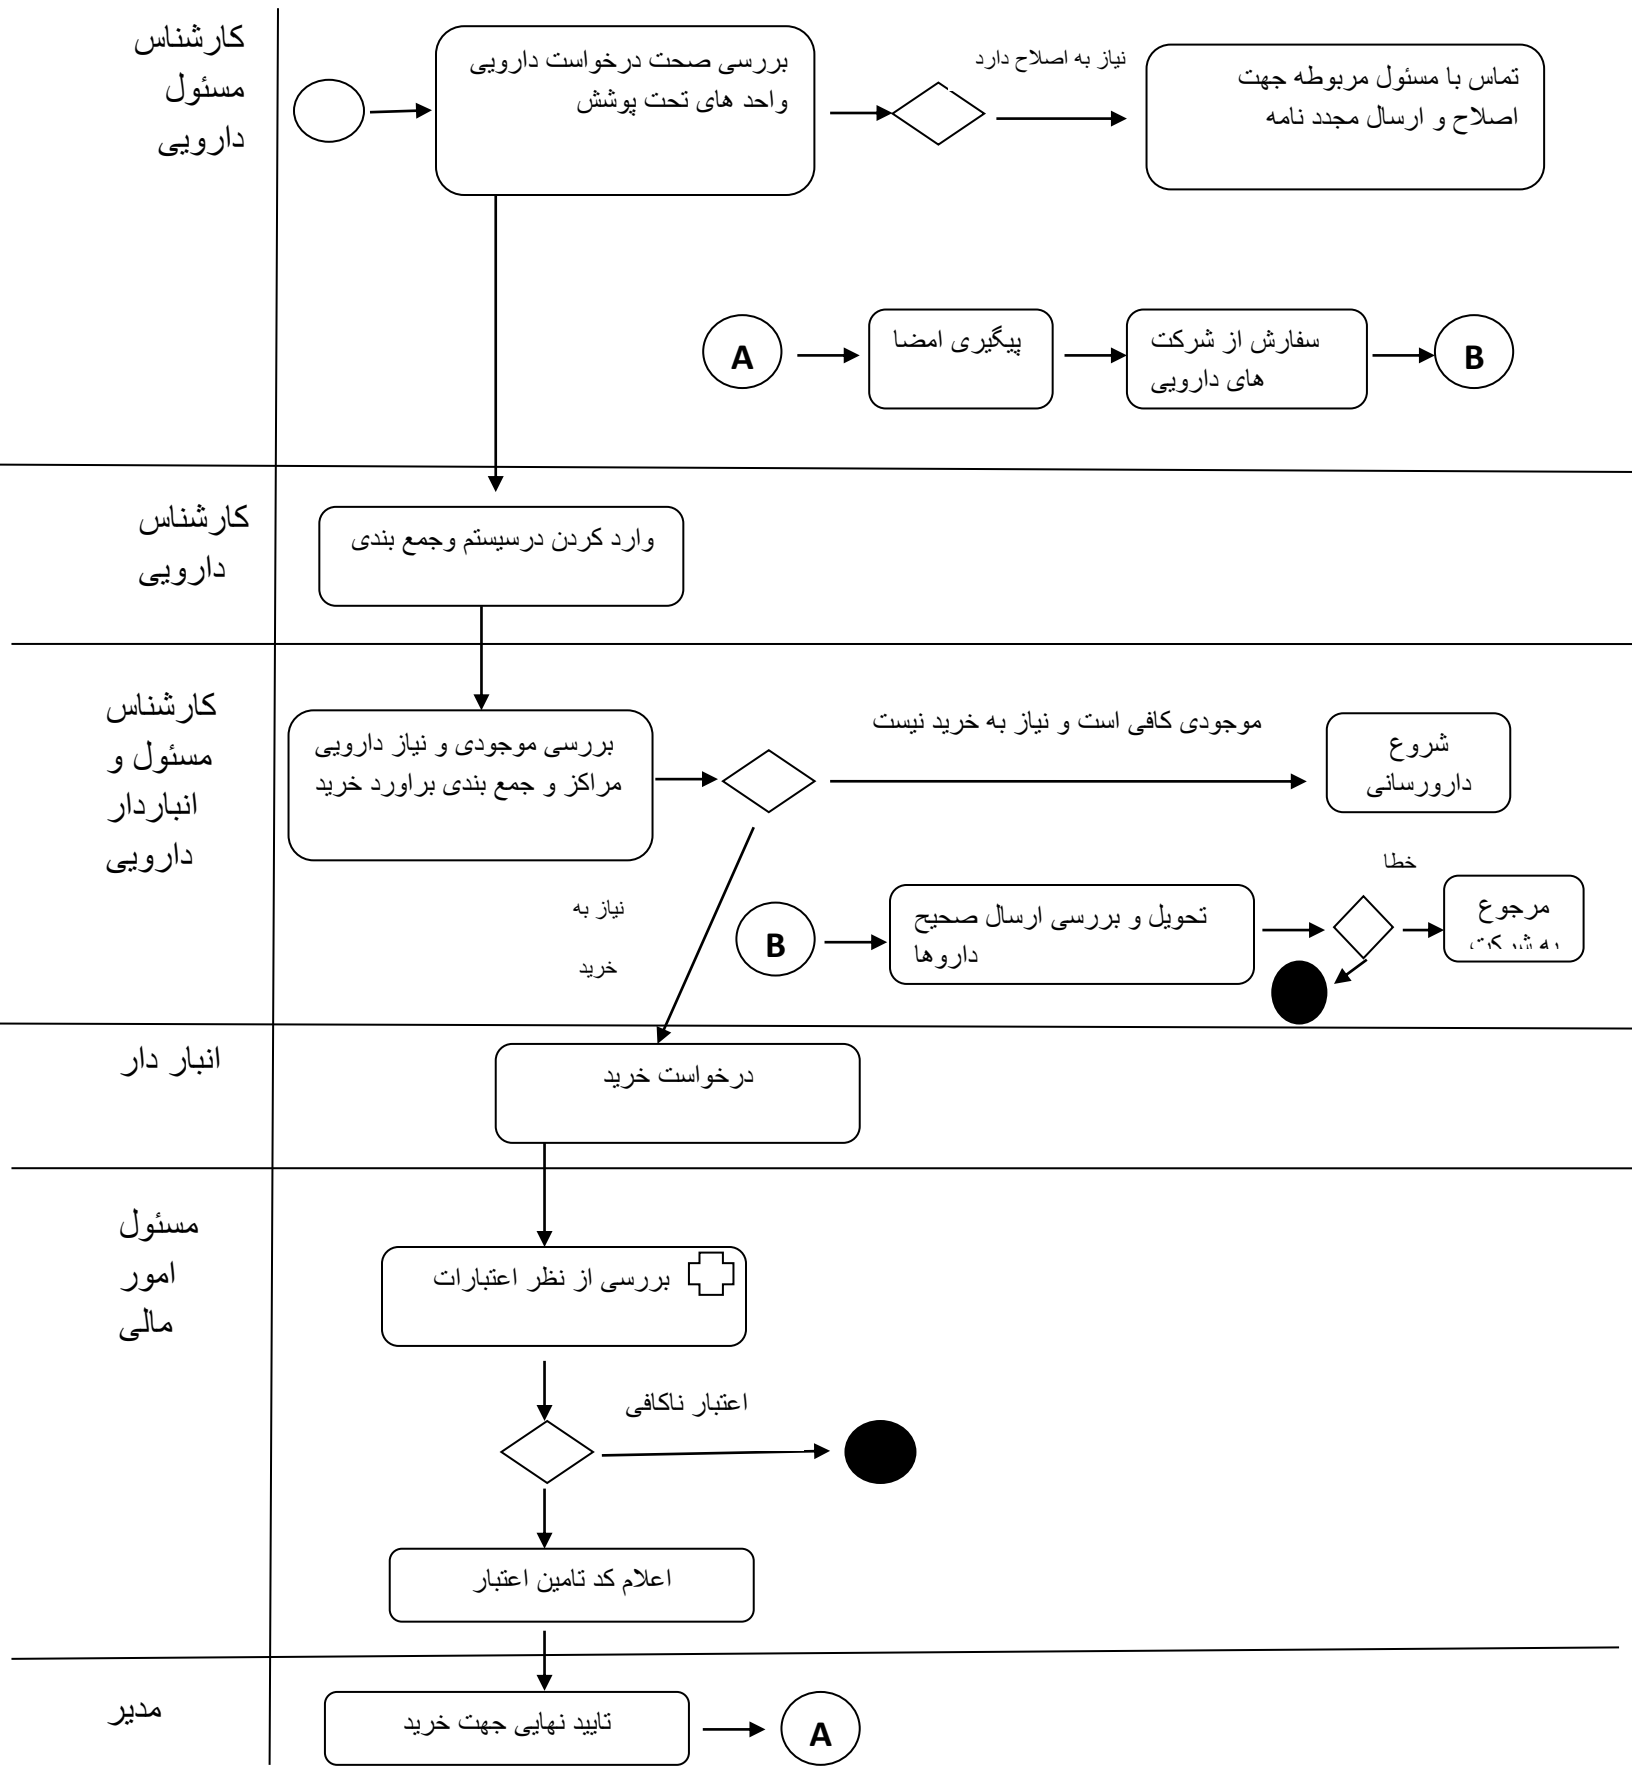 کارشناس
مسئول
دارویی
بررسی صحت درخواست دارویی
واحد های تحت پوشش
نیاز به اصلاح دارد
تماس با مسئول مربوطه جهت
اصلاح و ارسال مجدد نامه
A
پیگیری امضا
سفارش از شرکت
های دارویی
B
کارشناس
دارویی
وارد کردن درسیستم وجمع بندی
کارشناس
مسئول و
انباردار
دارویی
بررسی موجودی و نیاز دارویی
مراکز و جمع بندی براورد خرید
موجودی کافی است و نیاز به خرید نیست
شروع
دارورسانی
نیاز به
خرید
B
تحویل و بررسی ارسال صحیح
داروها
خطا
مرجوع
به شرکت
انبار دار
درخواست خرید
مسئول
امور
مالی
بررسی از نظر اعتبارات
اعتبار ناکافی
اعلام کد تامین اعتبار
مدیر
تایید نهایی جهت خرید
A